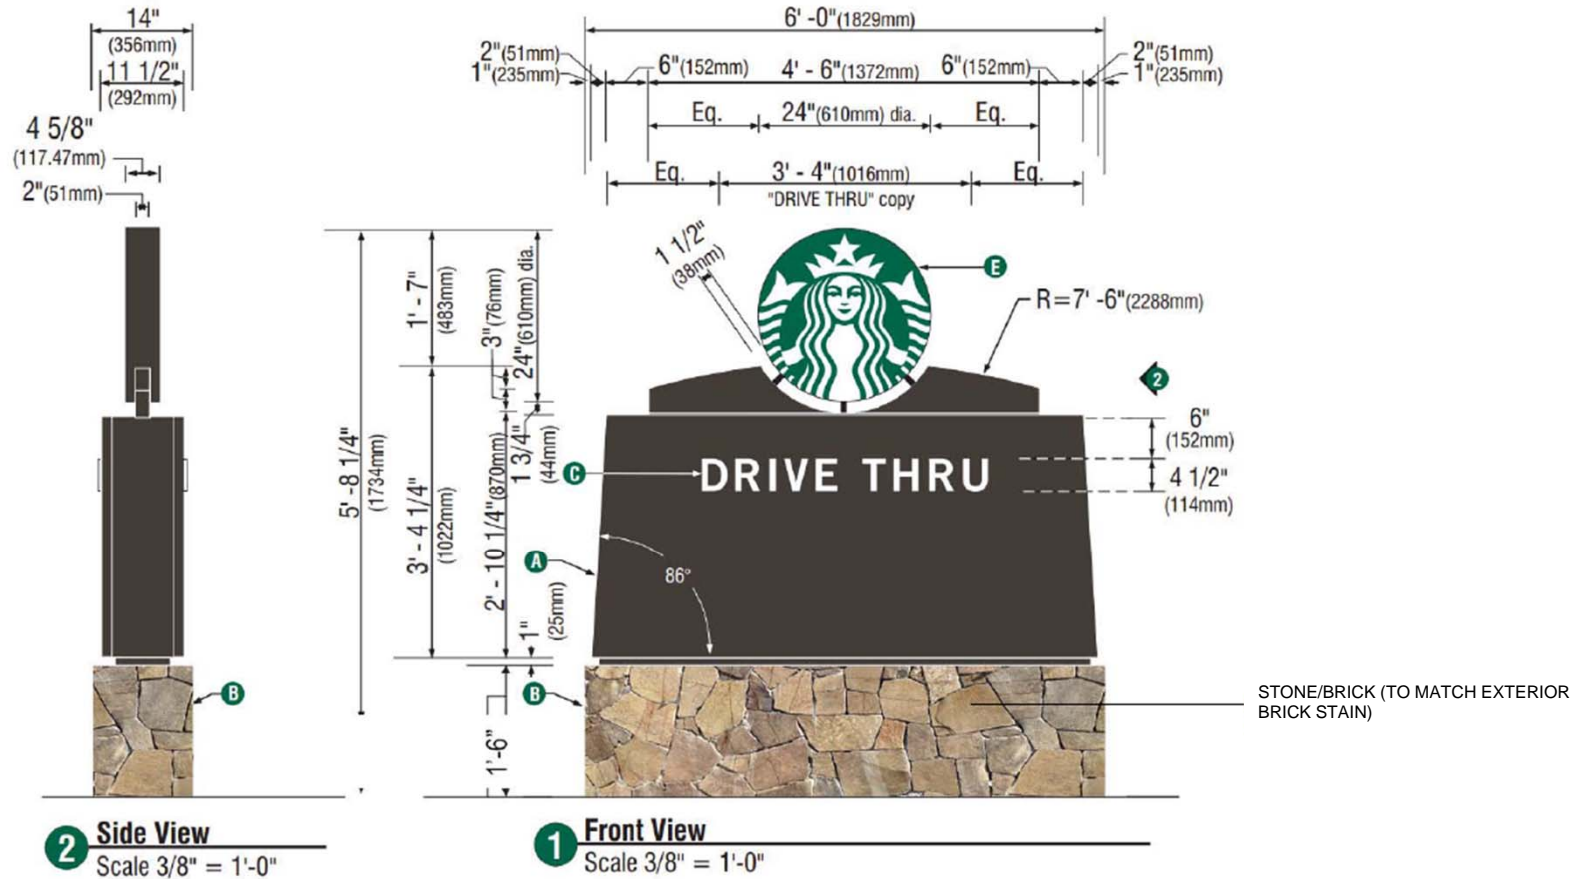 14"
(356mm)
11 1/2"
(292mm)
4 5/8"
(117.47mm)
2"(51mm)
6' -0"(1829mm)
2"(51mm)
1"(235mm)
6"(152mm)
4' - 6"(1372mm)
6"(152mm)
2"(51mm)
1"(235mm)
Eq.
24"(610mm) dia.
Eq.
Eq.
3' - 4"(1016mm)
Eq.
"DRIVE THRU" copy
1 1/2"
(38mm)
E
R=7' -6"(2288mm)
2
5' -8 1/4"
(1734mm)
1' - 7"
(483mm)
3"(76mm)
24"(610mm) dia.
3' - 4 1/4"
(1022mm)
2' - 10 1/4"(870mm)
1 3/4"
(44mm)
1"
(25mm)
1'-6"
6"
(152mm)
4 1/2"
(114mm)
C
DRIVE THRU
A
86°
B
B
STONE/BRICK (TO MATCH EXTERIOR
BRICK STAIN)
2 Side View
Scale 3/8" = 1'-0"
1 Front View
Scale 3/8" = 1'-0"